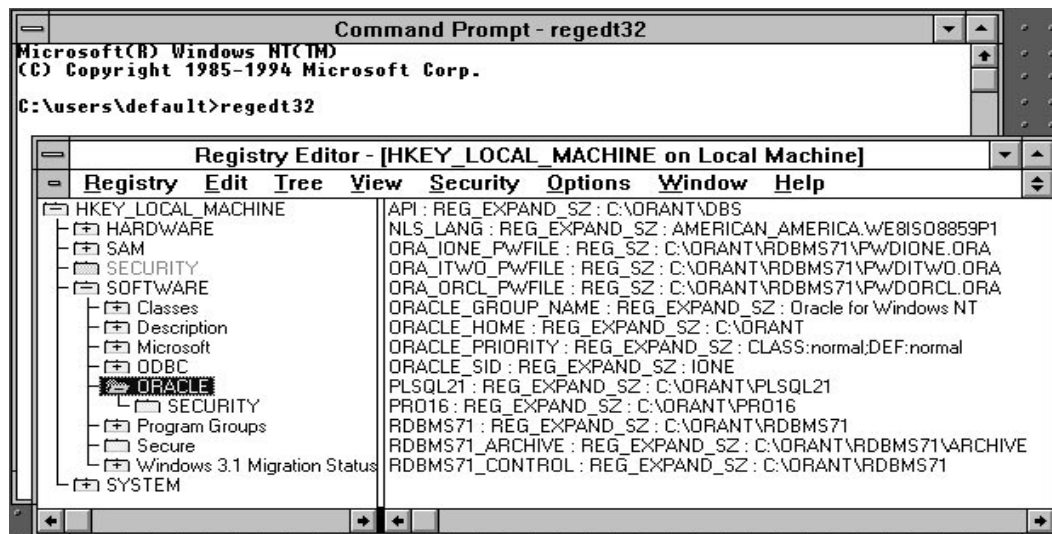 Command Prompt - regedt32
Microsoft(R) Windows NT(TM)
(C) Copyright 1985-1994 Microsoft Corp.
C:\users\default>regedt32
Registry Editor - [HKEY_LOCAL_MACHINE on Local Machine]
Registry Edit Tree View Security Options Window Help
HKEY_LOCAL_MACHINE
HARDWARE
SAM
SECURITY
SOFTWARE
Classes
Description
Microsoft
ODBC
ORACLE
SECURITY
Program Groups
Secure
Windows 3.1 Migration Status
SYSTEM
API : REG_EXPAND_SZ : C:\ORANT\DBS
NLS_LANG : REG_EXPAND_SZ : AMERICAN_AMERICA.WE8ISO8859P1
ORA_IONE_PWFILE : REG_SZ : C:\ORANT\RDBMS71\PWDIONE.ORA
ORA_ITWO_PWFILE : REG_SZ : C:\ORANT\RDBMS71\PWDITWO.ORA
ORA_ORCL_PWFILE : REG_SZ : C:\ORANT\RDBMS71\PWDORCL.ORA
ORACLE_GROUP_NAME : REG_EXPAND_SZ : Oracle for Windows NT
ORACLE_HOME : REG_EXPAND_SZ : C:\ORANT
ORACLE_PRIORITY : REG_EXPAND_SZ : CLASS:normal;DEF:normal
ORACLE_SID : REG_EXPAND_SZ : IONE
PLSQL21 : REG_EXPAND_SZ : C:\ORANT\PLSQL21
PRO16 : REG_EXPAND_SZ : C:\ORANT\PRO16
RDBMS71 : REG_EXPAND_SZ : C:\ORANT\RDBMS71
RDBMS71_ARCHIVE : REG_EXPAND_SZ : C:\ORANT\RDBMS71\ARCHIVE
RDBMS71_CONTROL : REG_EXPAND_SZ : C:\ORANT\RDBMS71